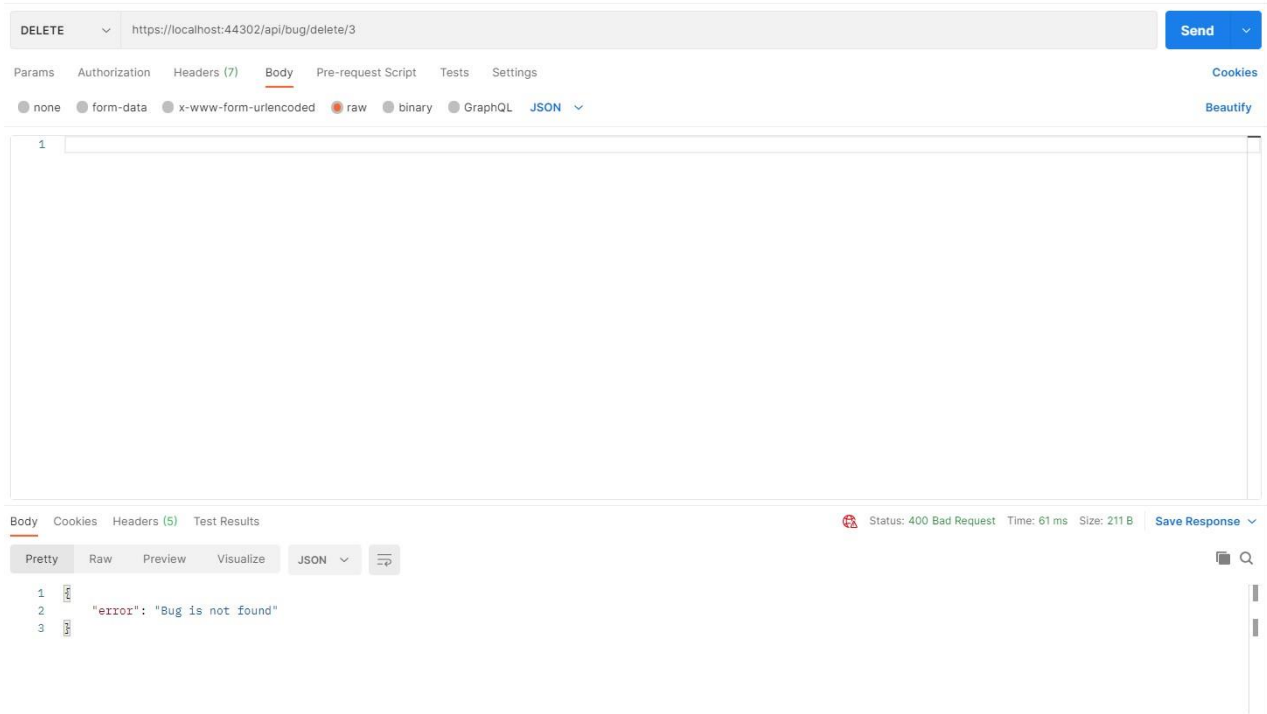 DELETE https://localhost:44302/api/bug/delete/3 Send
Params Authorization Headers (7) Body Pre-request Script Tests Settings Cookies
none form-data x-www-form-urlencoded raw binary GraphQL JSON Beautify
1
Body Cookies Headers (5) Test Results Status: 400 Bad Request Time: 61 ms Size: 211 B Save Response
Pretty Raw Preview Visualize JSON
1 {
2 "error": "Bug is not found"
3 }